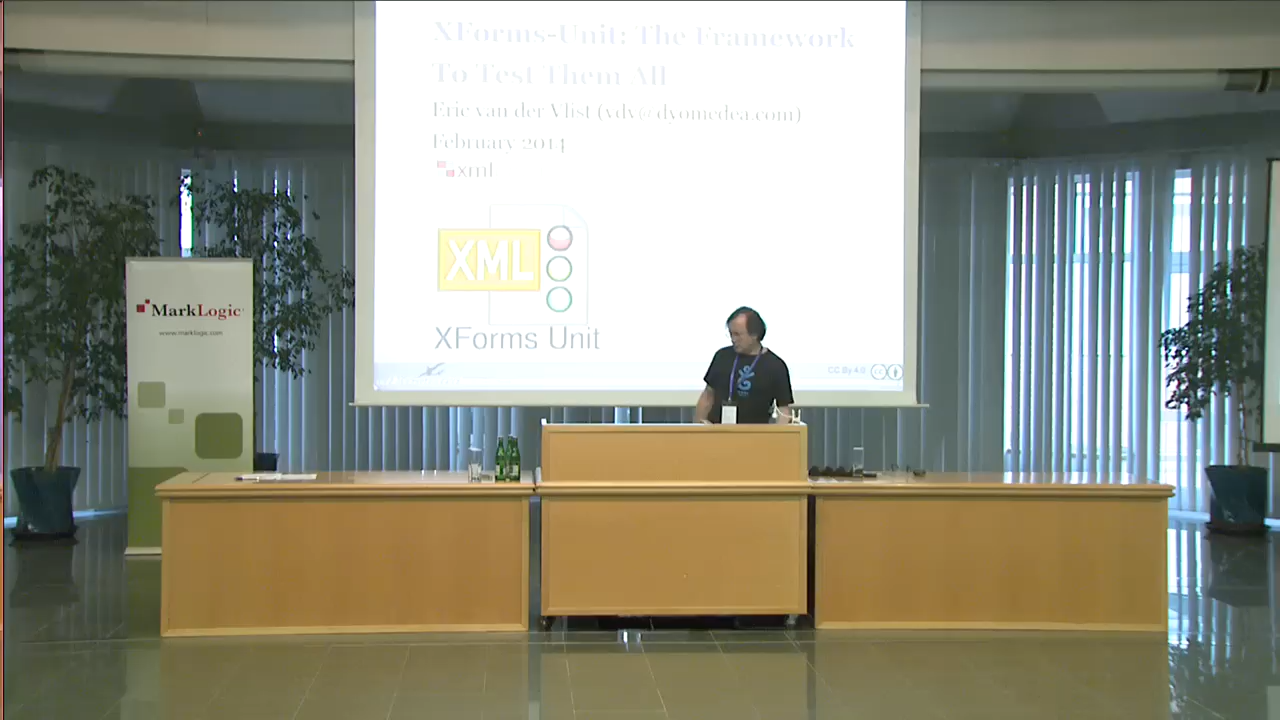 XForms-Unit: The Framework
To Test Them All
Eric van der Vlist (vdv@dyomedea.com)
February 2014
xml
XML
XForms Unit
CC By 4.0
MarkLogic
www.marklogic.com